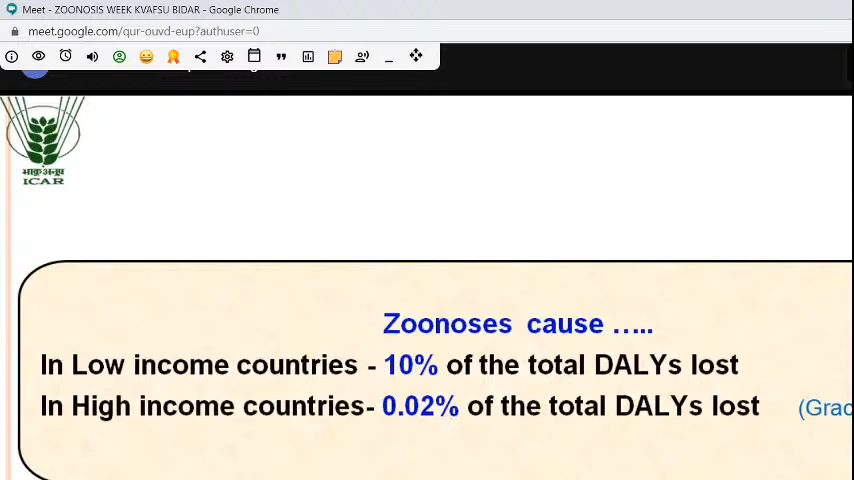 Meet - ZOONOSIS WEEK KVAFSU BIDAR - Google Chrome
meet.google.com/qur-ouvd-eup?authuser=0
भाकृअनुप
ICAR
Zoonoses cause …..
In Low income countries - 10% of the total DALYs lost
In High income countries- 0.02% of the total DALYs lost (Grac